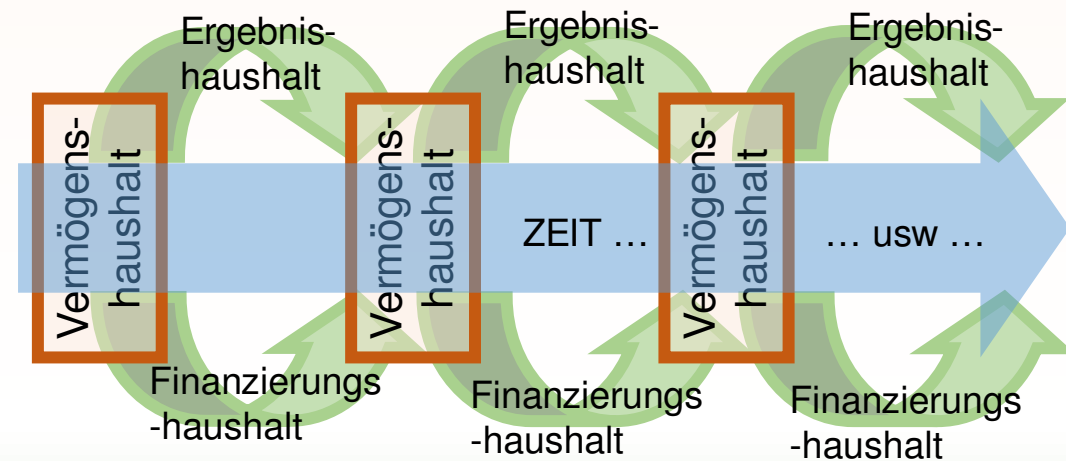 Ergebnis-
haushalt
Ergebnis-
haushalt
Ergebnis-
haushalt
Vermögens-
haushalt
Vermögens-
haushalt
ZEIT …
Vermögens-
haushalt
… usw …
Finanzierungs
-haushalt
Finanzierungs
-haushalt
Finanzierungs
-haushalt